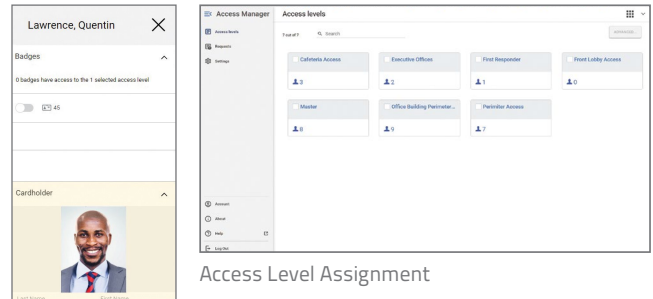 Lawrence, Quentin
Badges
0 badges have access to the 1 selected access level
45
Cardholder
Last Name First Name
Access Manager
Access levels
Requests
Settings
Account
About
Help
Log Out
Access levels
7 out of 7
Search
Cafeteria Access
3
Executive Offices
2
First Responder
1
Front Lobby Access
0
Master
8
Office Building Perimeter...
9
Perimiter Access
7
Access Level Assignment